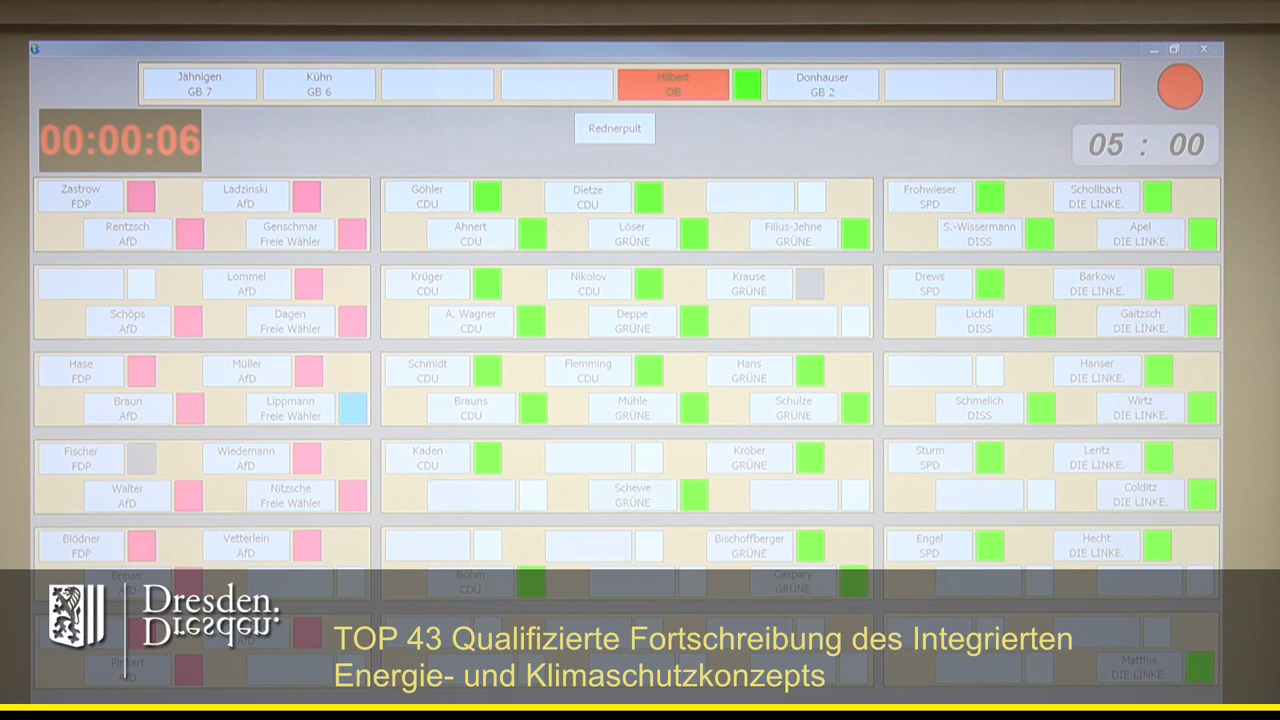 Jähnigen
GB 7
Kühn
GB 6
Hilbert
OB
Donhauser
GB 2
00:00:06
Rednerpult
05 : 00
Zastrow
FDP
Ladzinski
AfD
Rentzsch
AfD
Genschmar
Freie Wähler
Göhler
CDU
Dietze
CDU
Ahnert
CDU
Löser
GRÜNE
Filius-Jehne
GRÜNE
Frohwieser
SPD
Schollbach
DIE LINKE.
S.-Wissermann
DISS
Apel
DIE LINKE.
Lommel
AfD
Schöps
AfD
Dagen
Freie Wähler
Krüger
CDU
Nikolov
CDU
Krause
GRÜNE
A. Wagner
CDU
Deppe
GRÜNE
Drews
SPD
Barkow
DIE LINKE.
Lichdi
DISS
Gaitzsch
DIE LINKE.
Hase
FDP
Müller
AfD
Braun
AfD
Lippmann
Freie Wähler
Schmidt
CDU
Flemming
CDU
Hans
GRÜNE
Brauns
CDU
Mühle
GRÜNE
Schulze
GRÜNE
Hanser
DIE LINKE.
Schmelich
DISS
Wirtz
DIE LINKE.
Fischer
FDP
Wiedemann
AfD
Walter
AfD
Nitzsche
Freie Wähler
Kaden
CDU
Kröber
GRÜNE
Schewe
GRÜNE
Sturm
SPD
Lentz
DIE LINKE.
Colditz
DIE LINKE.
Blödner
FDP
Vetterlein
AfD
Breuer
Bischoffberger
GRÜNE
Böhm
CDU
Caspary
GRÜNE
Engel
SPD
Hecht
DIE LINKE.
Pinkert
AfD
Matthis
DIE LINKE.
Dresden.
Dresden.
TOP 43 Qualifizierte Fortschreibung des Integrierten
Energie- und Klimaschutzkonzepts